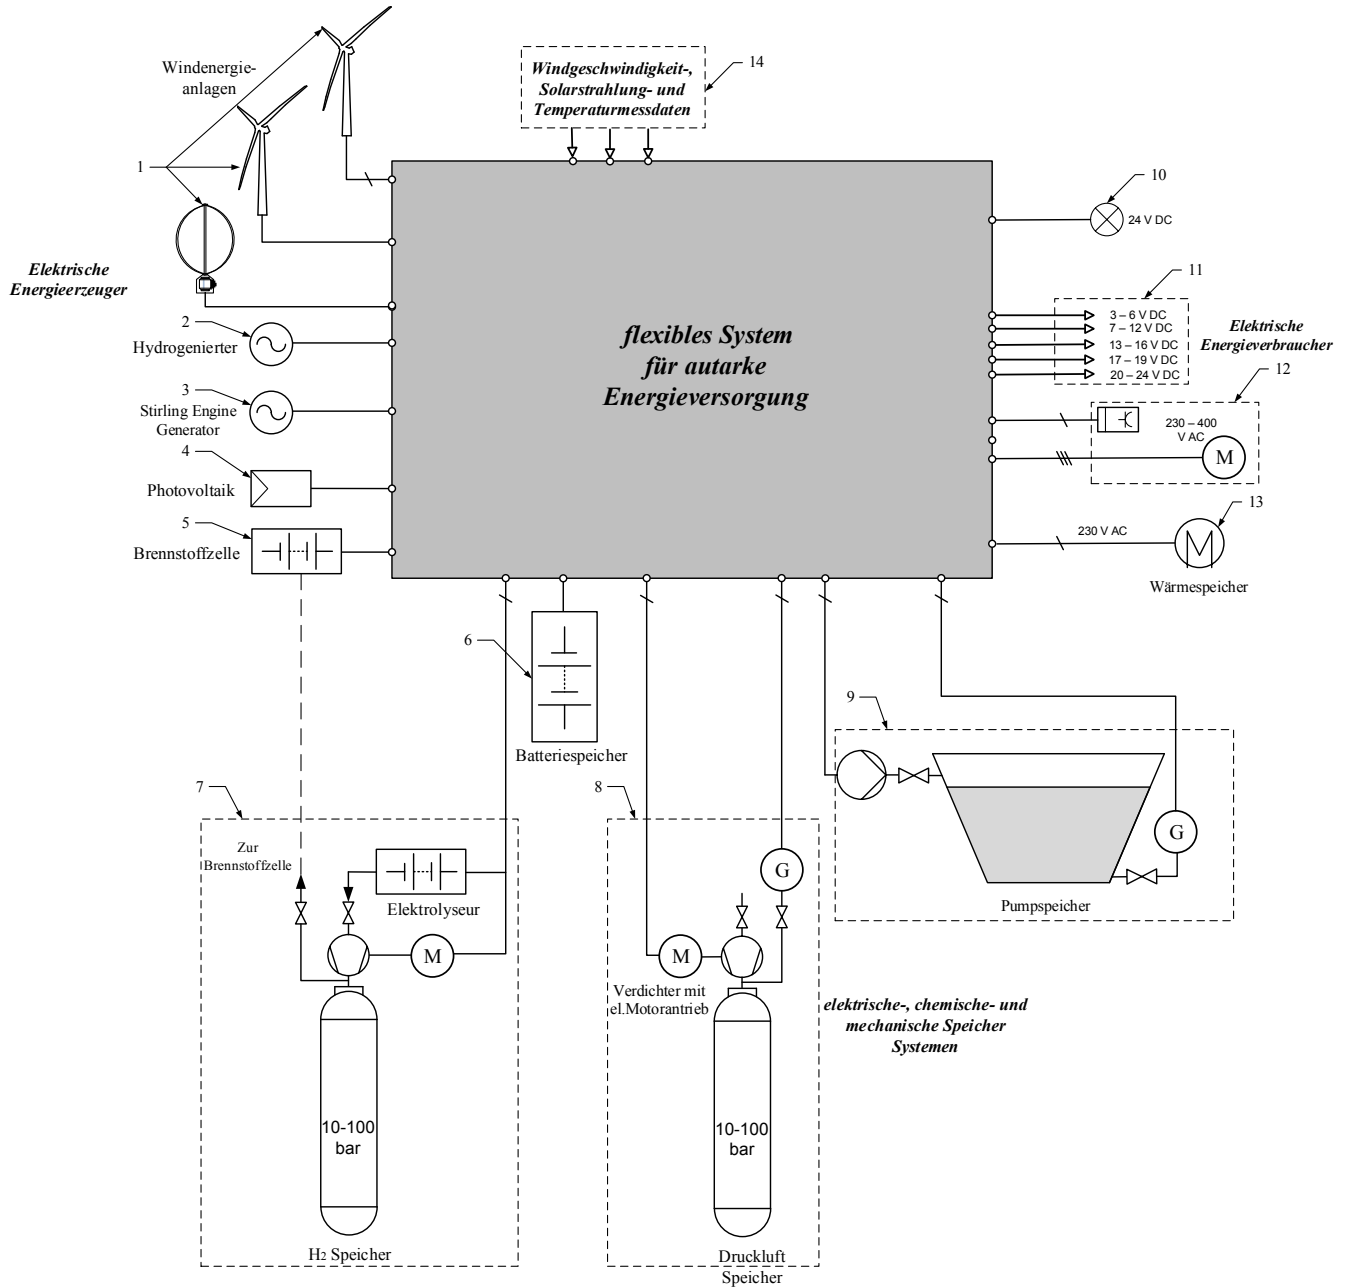 Windenergie-
anlagen
1
Windgeschwindigkeit-,
Solarstrahlung- und
Temperaturmessdaten
14
10
24 V DC
Elektrische
Energieerzeuger
2
Hydrogenierter
3
Stirling Engine
Generator
4
Photovoltaik
5
Brennstoffzelle
flexibles System
für autarke
Energieversorgung
11
3 – 6 V DC
7 – 12 V DC
13 – 16 V DC
17 – 19 V DC
20 – 24 V DC
Elektrische
Energieverbraucher
12
230 – 400
V AC
M
13
230 V AC
Wärmespeicher
6
Batteriespeicher
7
Zur
Brennstoffzelle
Elektrolyseur
M
10-100
bar
H2 Speicher
8
G
M
Verdichter mit
el.Motorantrieb
10-100
bar
Druckluft
Speicher
9
G
Pumpspeicher
elektrische-, chemische- und
mechanische Speicher
Systemen